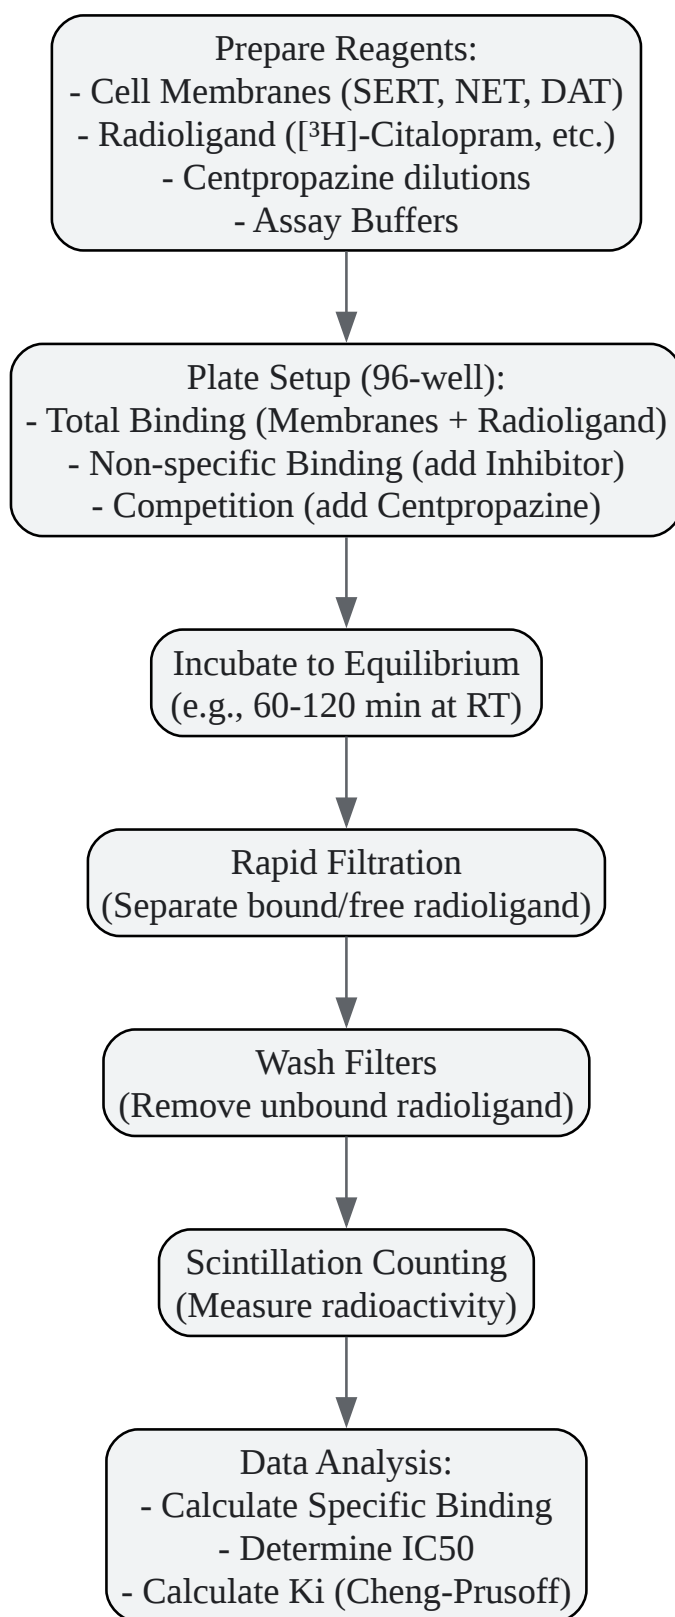 Prepare Reagents:
- Cell Membranes (SERT, NET, DAT)
- Radioligand ([³H]-Citalopram, etc.)
- Centpropazine dilutions
- Assay Buffers
Plate Setup (96-well):
- Total Binding (Membranes + Radioligand)
- Non-specific Binding (add Inhibitor)
- Competition (add Centpropazine)
Incubate to Equilibrium
(e.g., 60-120 min at RT)
Rapid Filtration
(Separate bound/free radioligand)
Wash Filters
(Remove unbound radioligand)
Scintillation Counting
(Measure radioactivity)
Data Analysis:
- Calculate Specific Binding
- Determine IC50
- Calculate Ki (Cheng-Prusoff)